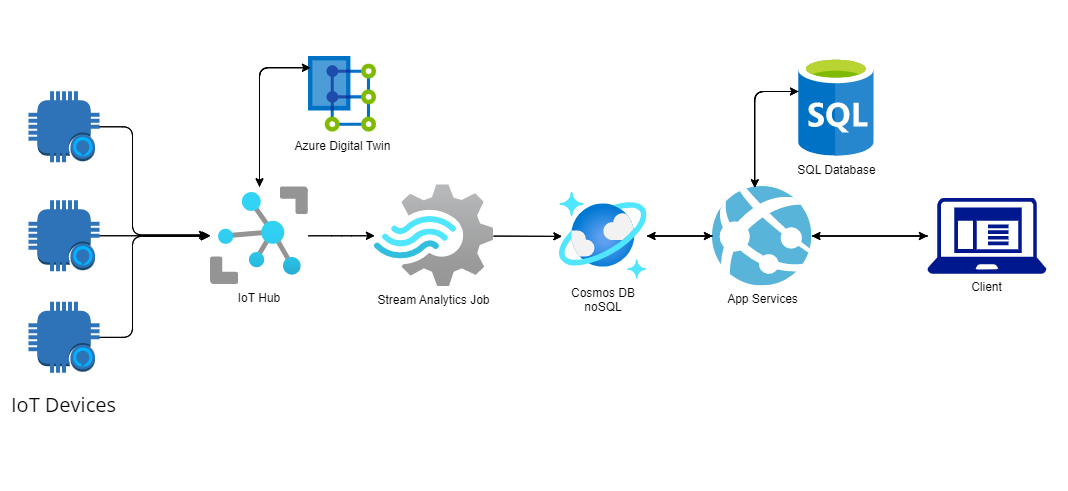 Azure Digital Twin
SQL
SQL Database
IoT Hub
Stream Analytics Job
Cosmos DB
noSQL
App Services
Client
IoT Devices